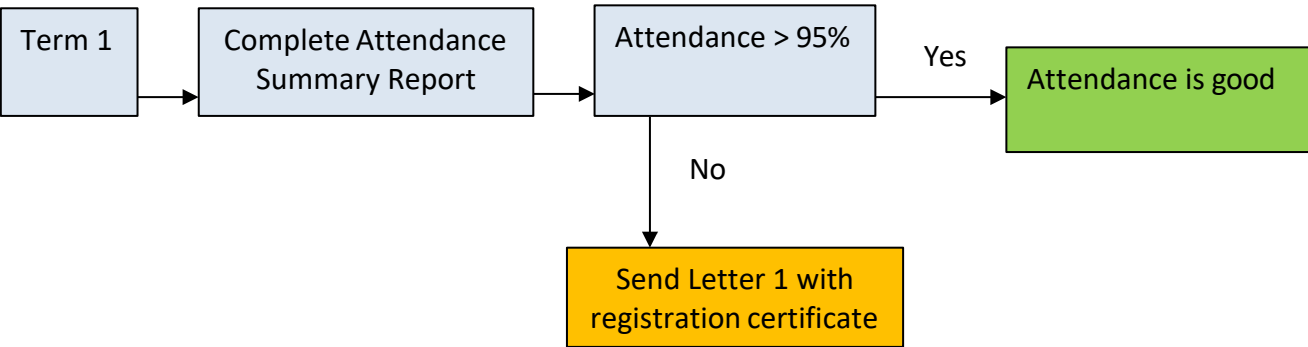 Term 1
Complete Attendance
Summary Report
Attendance > 95%
Yes
Attendance is good
No
Send Letter 1 with
registration certificate